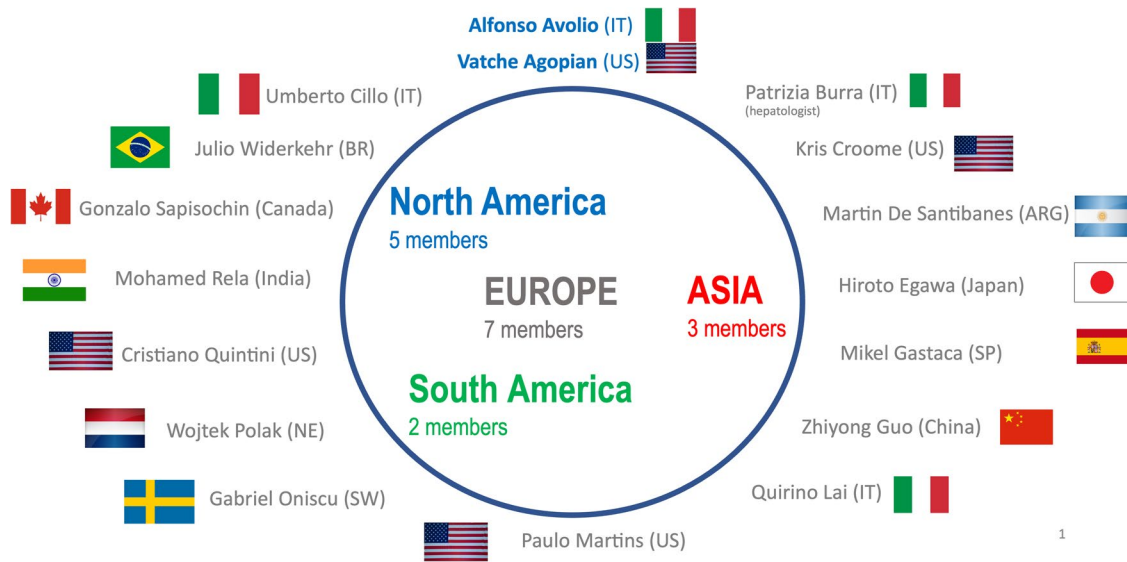 Alfonso Avolio (IT)
Vatche Agopian (US)
Umberto Cillo (IT)
Patrizia Burra (IT)
(hepatologist)
Julio Widerkehr (BR)
Kris Croome (US)
Gonzalo Sapisochin (Canada)
North America
5 members
Martin De Santibanes (ARG)
Mohamed Rela (India)
EUROPE
7 members
ASIA
3 members
Hiroto Egawa (Japan)
Cristiano Quintini (US)
Mikel Gastaca (SP)
South America
2 members
Wojtek Polak (NE)
Zhiyong Guo (China)
Gabriel Oniscu (SW)
Quirino Lai (IT)
Paulo Martins (US)
1